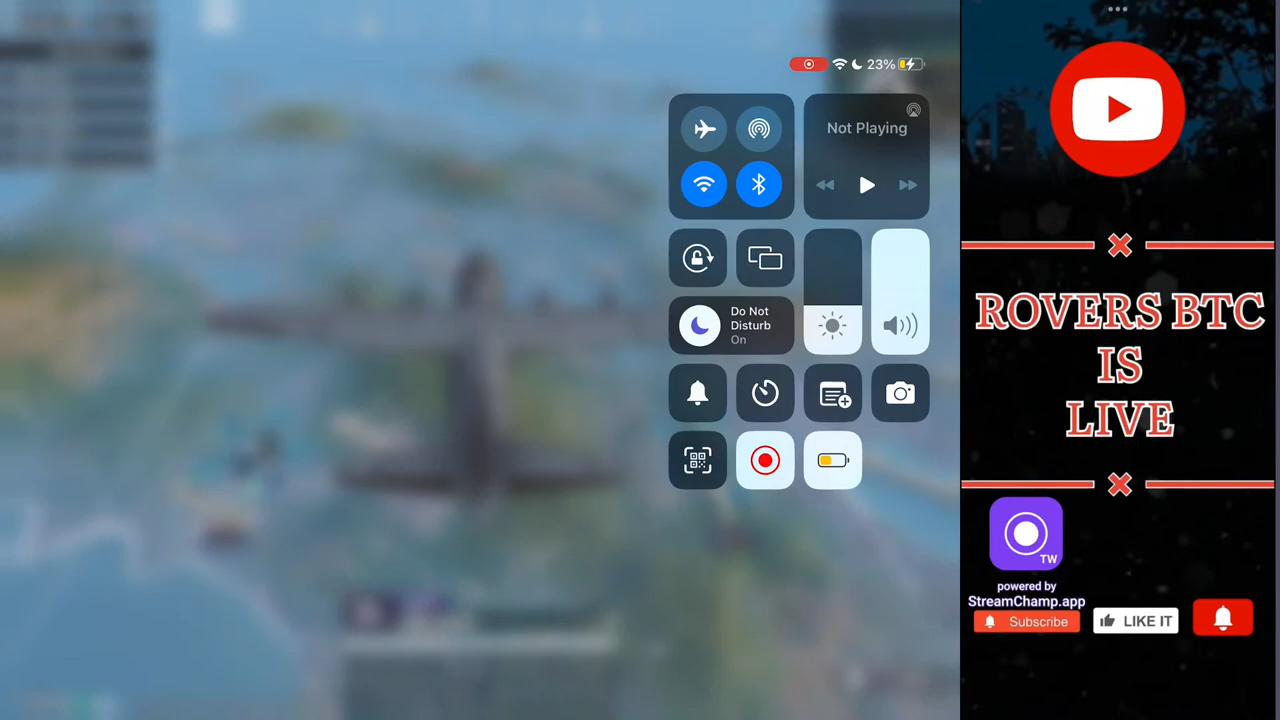 23%
Not Playing
Do Not
Disturb
On
ROVERS BTC
IS
LIVE
TW
powered by
StreamChamp.app
Subscribe
LIKE IT